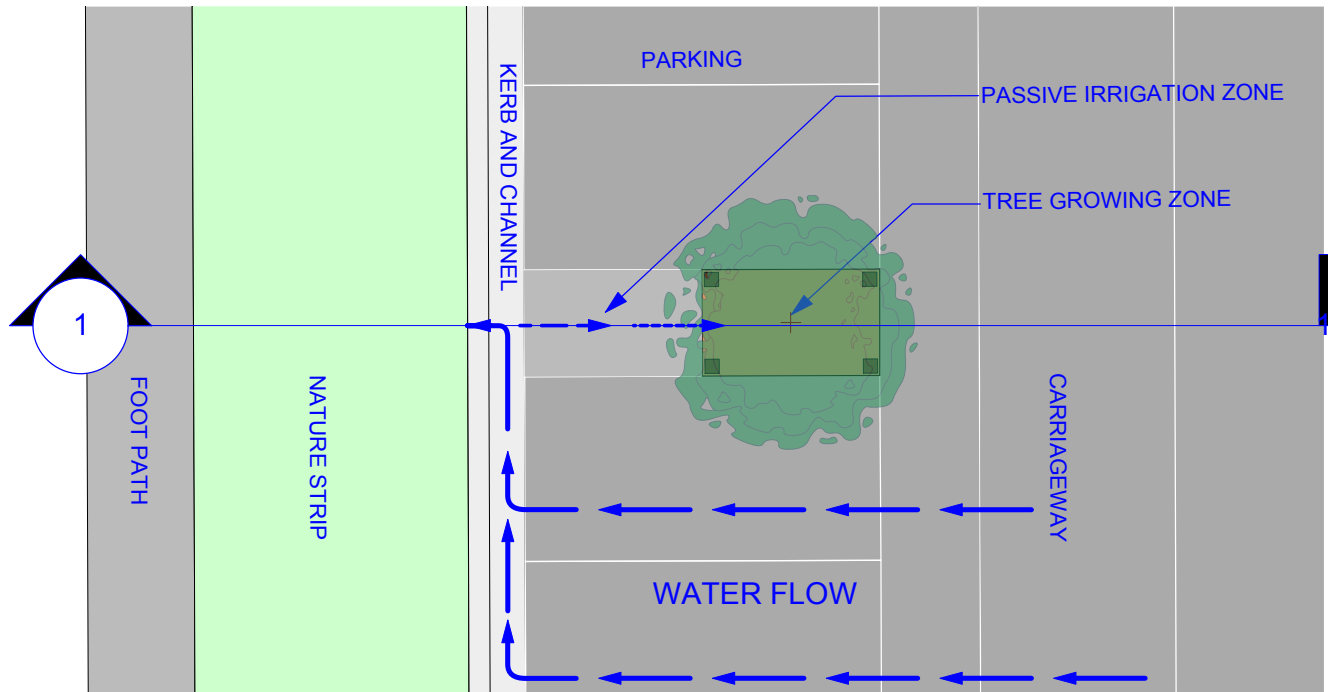 PARKING
KERB AND CHANNEL
PASSIVE IRRIGATION ZONE
TREE GROWING ZONE
1
FOOT PATH
NATURE STRIP
CARRIAGEWAY
WATER FLOW